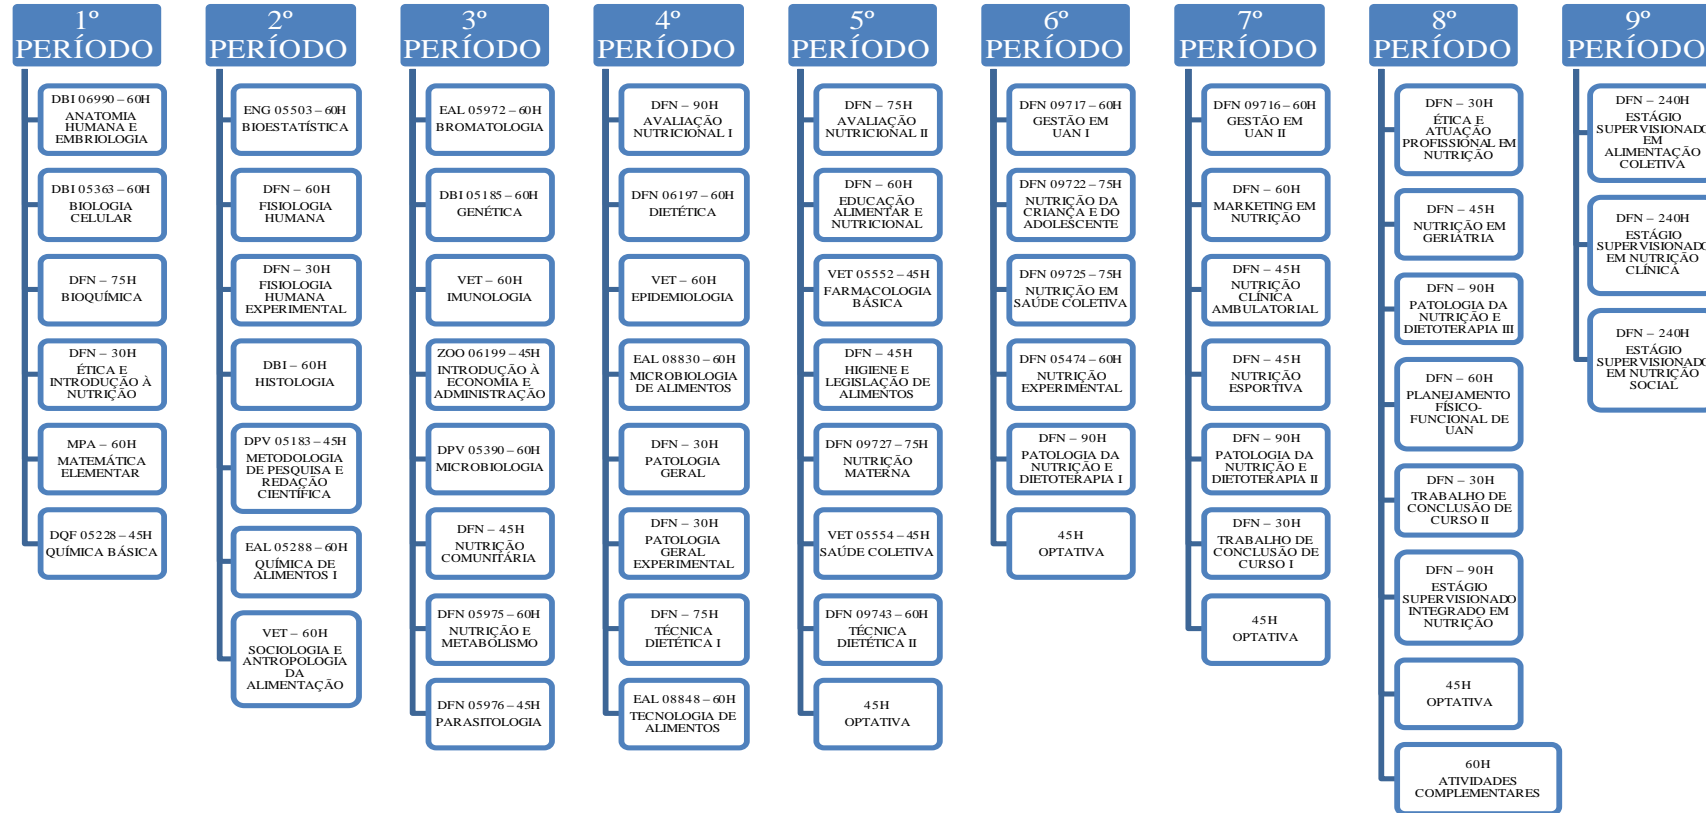 1º
PERÍODO
DBI 06990 – 60H
ANATOMIA
HUMANA E
EMBRIOLOGIA
DBI 05363 – 60H
BIOLOGIA
CELULAR
DFN – 75H
BIOQUÍMICA
DFN – 30H
ÉTICA E
INTRODUÇÃO À
NUTRIÇÃO
MPA – 60H
MATEMÁTICA
ELEMENTAR
DQF 05228 – 45H
QUÍMICA BÁSICA
2º
PERÍODO
ENG 05503 – 60H
BIOESTATÍSTICA
DFN – 60H
FISIOLOGIA
HUMANA
DFN – 30H
FISIOLOGIA
HUMANA
EXPERIMENTAL
DBI – 60H
HISTOLOGIA
DPV 05183 – 45H
METODOLOGIA
DE PESQUISA E
REDAÇÃO
CIENTÍFICA
EAL 05288 – 60H
QUÍMICA DE
ALIMENTOS I
VET – 60H
SOCIOLOGIA E
ANTROPOLOGIA
DA
ALIMENTAÇÃO
3º
PERÍODO
EAL 05972 – 60H
BROMATOLOGIA
DBI 05185 – 60H
GENÉTICA
VET – 60H
IMUNOLOGIA
ZOO 06199 – 45H
INTRODUÇÃO À
ECONOMIA E
ADMINISTRAÇÃO
DPV 05390 – 60H
MICROBIOLOGIA
DFN – 45H
NUTRIÇÃO
COMUNITÁRIA
DFN 05975 – 60H
NUTRIÇÃO E
METABOLISMO
DFN 05976 – 45H
PARASITOLOGIA
4º
PERÍODO
DFN – 90H
AVALIAÇÃO
NUTRICIONAL I
DFN 06197 – 60H
DIETÉTICA
VET – 60H
EPIDEMIOLOGIA
EAL 08830 – 60H
MICROBIOLOGIA
DE ALIMENTOS
DFN – 30H
PATOLOGIA
GERAL
DFN – 30H
PATOLOGIA
GERAL
EXPERIMENTAL
DFN – 75H
TÉCNICA
DIETÉTICA I
EAL 08848 – 60H
TECNOLOGIA DE
ALIMENTOS
5º
PERÍODO
DFN – 75H
AVALIAÇÃO
NUTRICIONAL II
DFN – 60H
EDUCAÇÃO
ALIMENTAR E
NUTRICIONAL
VET 05552 – 45H
FARMACOLOGIA
BÁSICA
DFN – 45H
HIGIENE E
LEGISLAÇÃO DE
ALIMENTOS
DFN 09727 – 75H
NUTRIÇÃO
MATERNA
VET 05554 – 45H
SAÚDE COLETIVA
DFN 09743 – 60H
TÉCNICA
DIETÉTICA II
45H
OPTATIVA
6º
PERÍODO
DFN 09717 – 60H
GESTÃO EM
UAN I
DFN 09722 – 75H
NUTRIÇÃO DA
CRIANÇA E DO
ADOLESCENTE
DFN 09725 – 75H
NUTRIÇÃO EM
SAÚDE COLETIVA
DFN 05474 – 60H
NUTRIÇÃO
EXPERIMENTAL
DFN – 90H
PATOLOGIA DA
NUTRIÇÃO E
DIETOTERAPIA I
45H
OPTATIVA
7º
PERÍODO
DFN 09716 – 60H
GESTÃO EM
UAN II
DFN – 60H
MARKETING EM
NUTRIÇÃO
DFN – 45H
NUTRIÇÃO
CLÍNICA
AMBULATORIAL
DFN – 45H
NUTRIÇÃO
ESPORTIVA
DFN – 90H
PATOLOGIA DA
NUTRIÇÃO E
DIETOTERAPIA II
DFN – 30H
TRABALHO DE
CONCLUSÃO DE
CURSO I
45H
OPTATIVA
8º
PERÍODO
DFN – 30H
ÉTICA E
ATUAÇÃO
PROFISSIONAL EM
NUTRIÇÃO
DFN – 45H
NUTRIÇÃO EM
GERIÁTRIA
DFN – 90H
PATOLOGIA DA
NUTRIÇÃO E
DIETOTERAPIA III
DFN – 60H
PLANEJAMENTO
FÍSICO-
FUNCIONAL DE
UAN
DFN – 30H
TRABALHO DE
CONCLUSÃO DE
CURSO II
DFN – 90H
ESTÁGIO
SUPERVISIONADO
INTEGRADO EM
NUTRIÇÃO
45H
OPTATIVA
60H
ATIVIDADES
COMPLEMENTARES
9º
PERÍODO
DFN – 240H
ESTÁGIO
SUPERVISIONADO
EM
ALIMENTAÇÃO
COLETIVA
DFN – 240H
ESTÁGIO
SUPERVISIONADO
EM NUTRIÇÃO
CLÍNICA
DFN – 240H
ESTÁGIO
SUPERVISIONADO
EM NUTRIÇÃO
SOCIAL